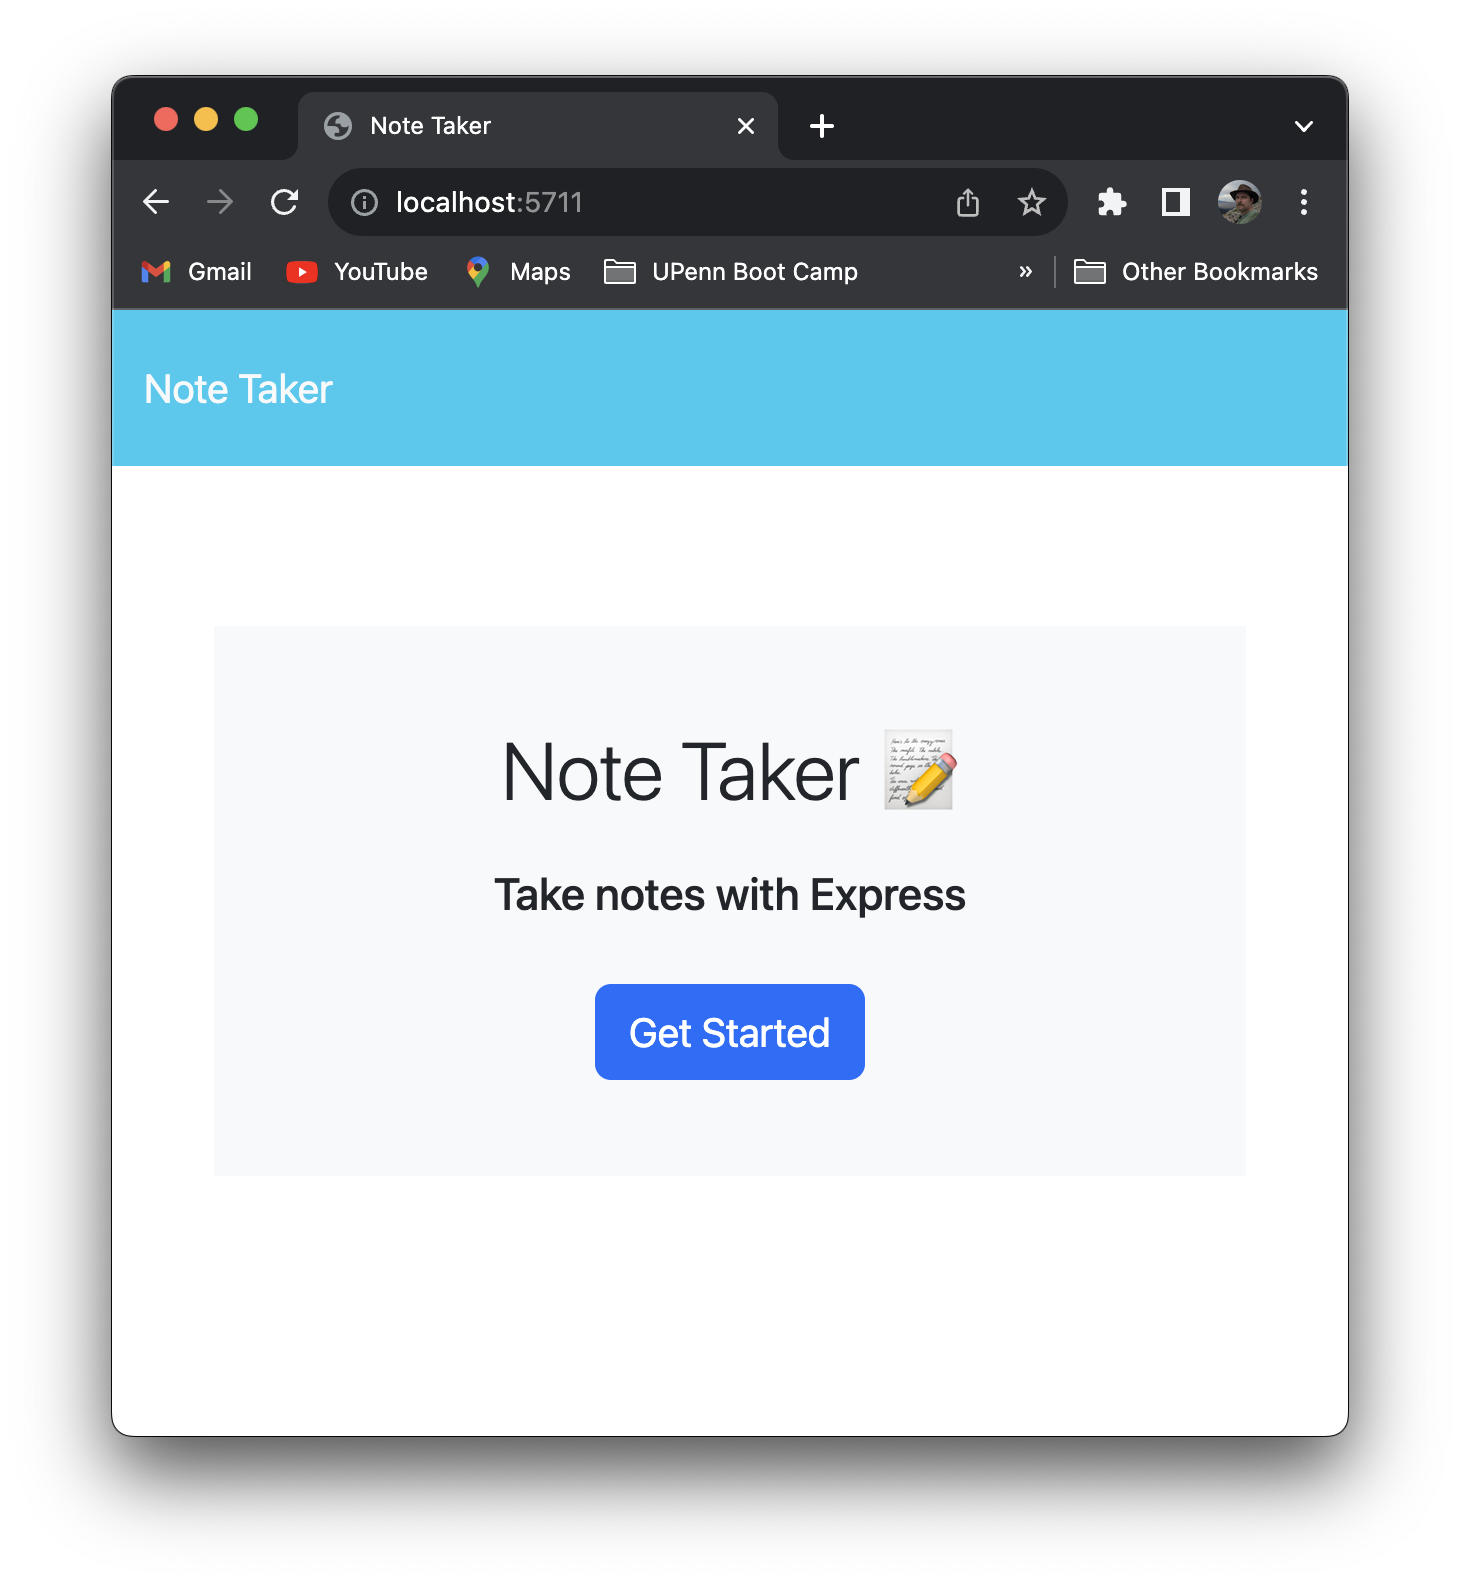 Note Taker
localhost:5711
Gmail YouTube Maps UPenn Boot Camp » Other Bookmarks
Note Taker
Note Taker
Take notes with Express
Get Started